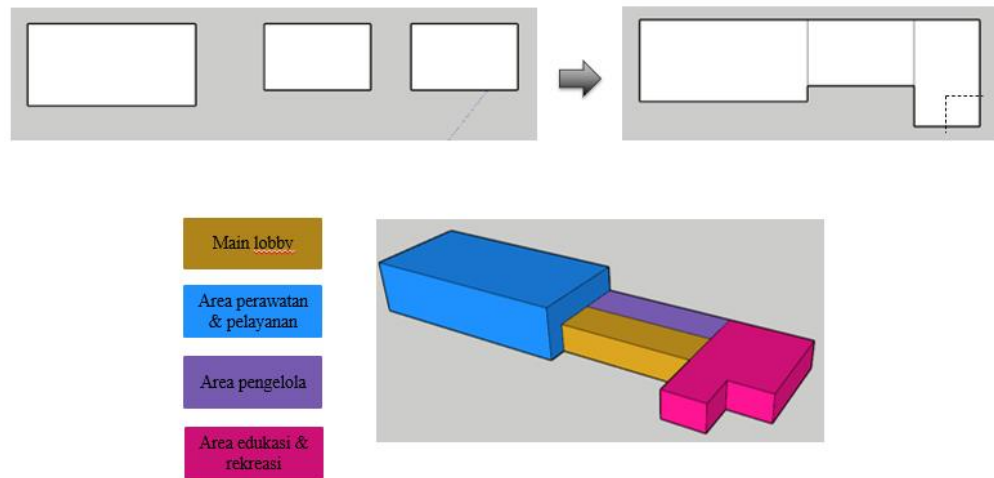 Main lobby
Area perawatan
& pelayanan
Area pengelola
Area edukasi &
rekreasi